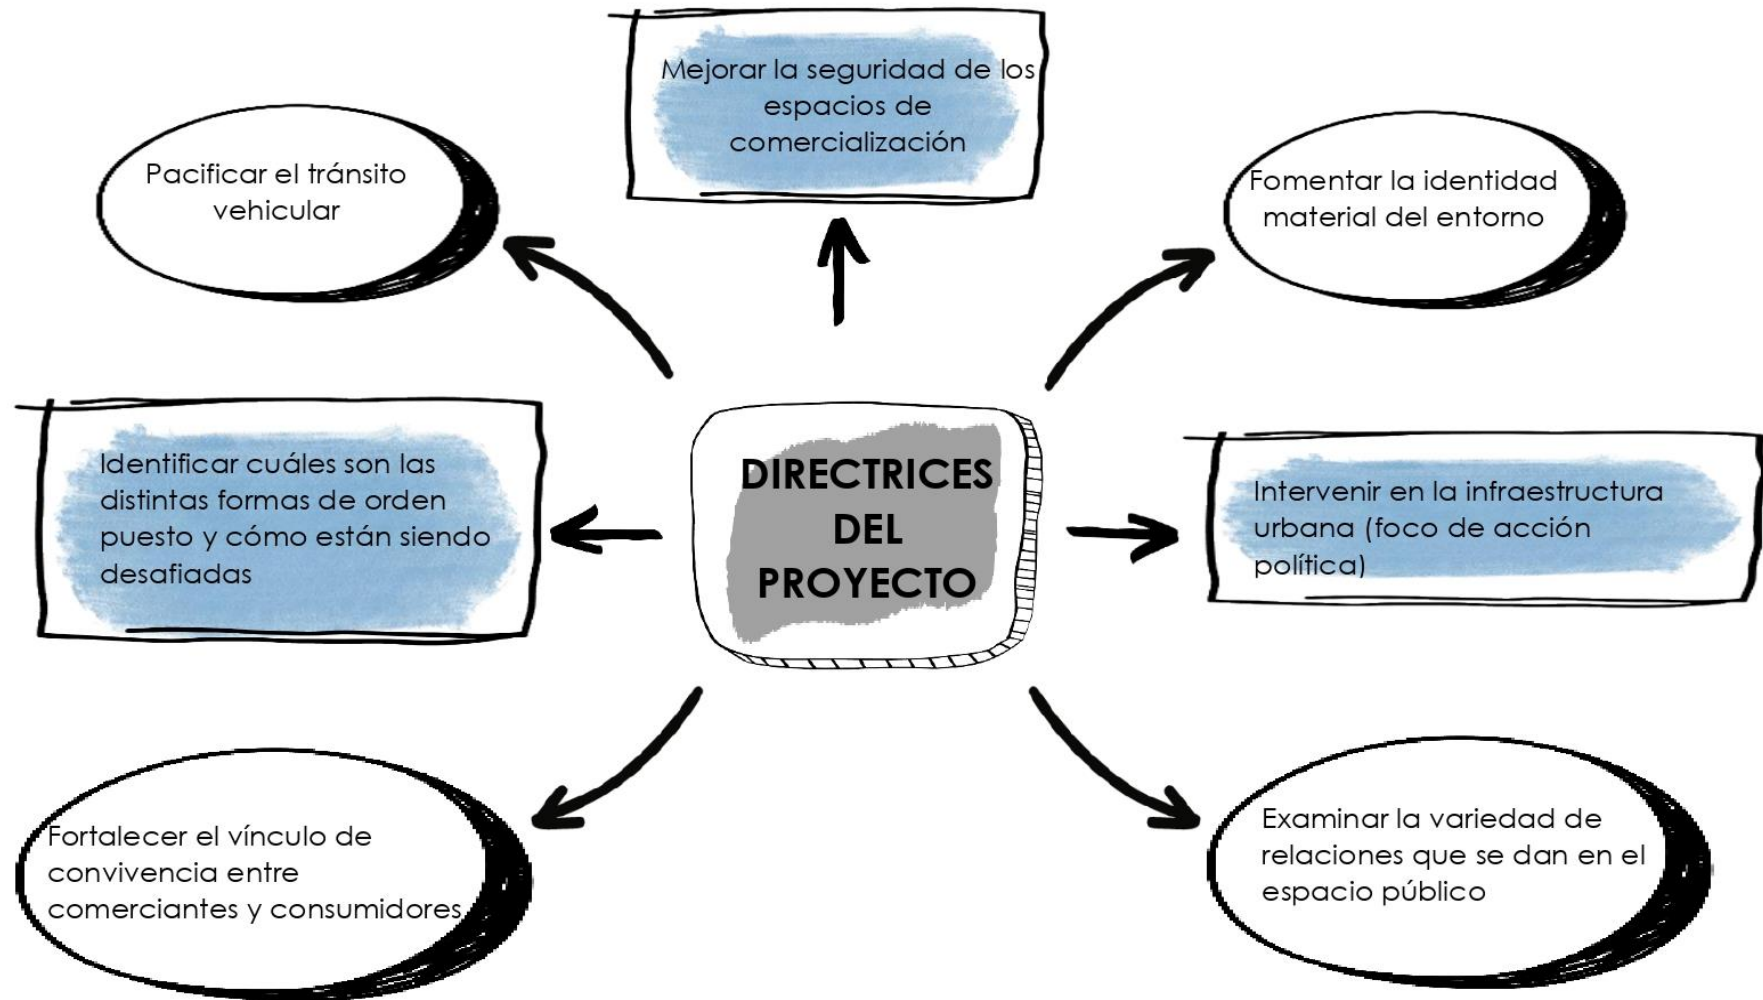 Mejorar la seguridad de los
espacios de
comercialización
Pacificar el tránsito
vehicular
Fomentar la identidad
material del entorno
Identificar cuáles son las
distintas formas de orden
puesto y cómo están siendo
desafiadas
DIRECTRICES
DEL
PROYECTO
Intervenir en la infraestructura
urbana (foco de acción
política)
Fortalecer el vínculo de
convivencia entre
comerciantes y consumidores
Examinar la variedad de
relaciones que se dan en el
espacio público